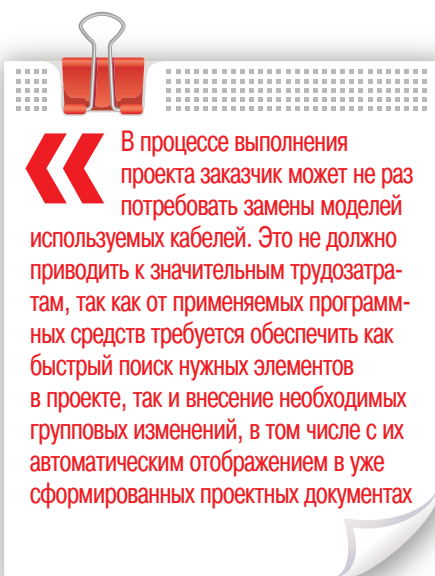 « В процессе выполнения
проекта заказчик может не раз
потребовать замены моделей
используемых кабелей. Это не должно
приводить к значительным трудозатра-
там, так как от применяемых программ-
ных средств требуется обеспечить как
быстрый поиск нужных элементов
в проекте, так и внесение необходимых
групповых изменений, в том числе с их
автоматическим отображением в уже
сформированных проектных документах